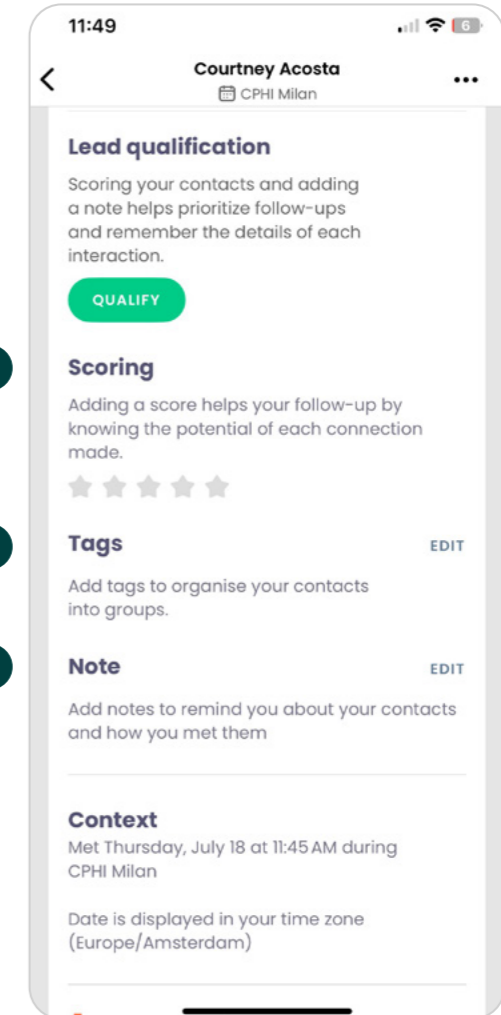 11:49
6
Courtney Acosta
CPHI Milan
Lead qualification
Scoring your contacts and adding
a note helps prioritize follow-ups
and remember the details of each
interaction.
QUALIFY
Scoring
Adding a score helps your follow-up by
knowing the potential of each connection
made.
Tags EDIT
Add tags to organise your contacts
into groups.
Note EDIT
Add notes to remind you about your contacts
and how you met them
Context
Met Thursday, July 18 at 11:45 AM during
CPHI Milan
Date is displayed in your time zone
(Europe/Amsterdam)